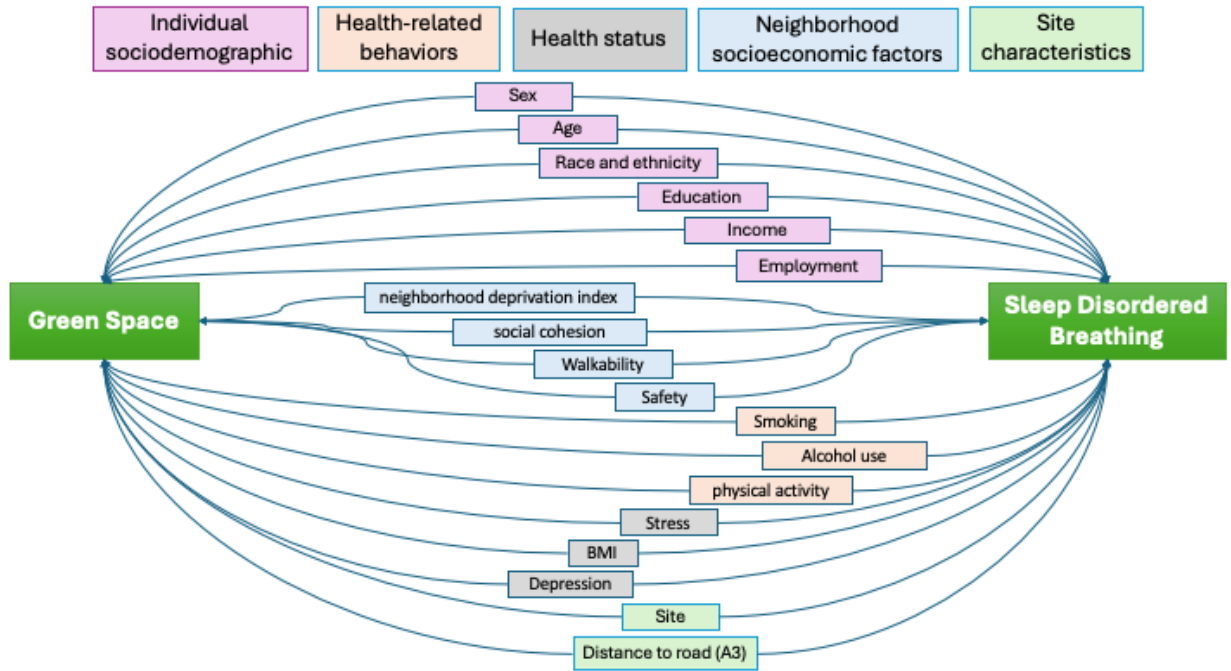 Individual
sociodemographic
Health-related
behaviors
Health status
Neighborhood
socioeconomic factors
Site
characteristics
Sex
Age
Race and ethnicity
Education
Income
Employment
neighborhood deprivation index
Green Space
social cohesion
Sleep Disordered
Breathing
Walkability
Safety
Smoking
Alcohol use
physical activity
Stress
BMI
Depression
Site
Distance to road (A3)